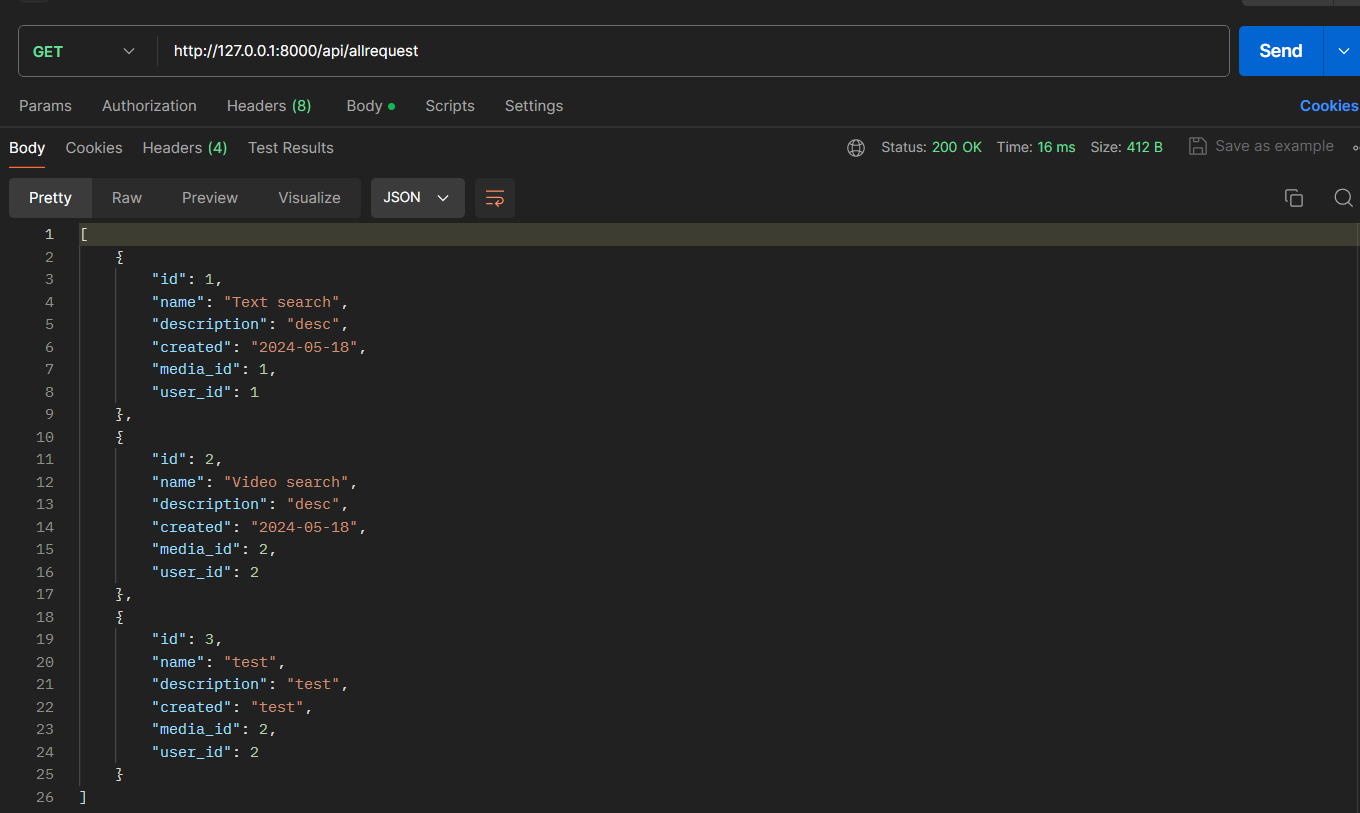 GET http://127.0.0.1:8000/api/allrequest Send
Params Authorization Headers (8) Body Scripts Settings Cookies
Body Cookies Headers (4) Test Results Status: 200 OK Time: 16 ms Size: 412 B Save as example
Pretty Raw Preview Visualize JSON
1 [
2 {
3 "id": 1,
4 "name": "Text search",
5 "description": "desc",
6 "created": "2024-05-18",
7 "media_id": 1,
8 "user_id": 1
9 },
10 {
11 "id": 2,
12 "name": "Video search",
13 "description": "desc",
14 "created": "2024-05-18",
15 "media_id": 2,
16 "user_id": 2
17 },
18 {
19 "id": 3,
20 "name": "test",
21 "description": "test",
22 "created": "test",
23 "media_id": 2,
24 "user_id": 2
25 }
26 ]